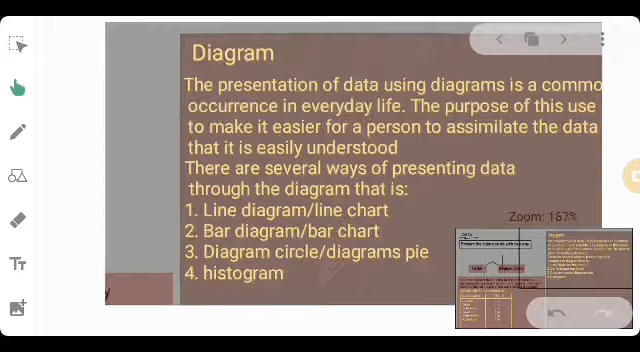 Diagram
The presentation of data using diagrams is a commo
occurrence in everyday life. The purpose of this use
to make it easier for a person to assimilate the data
that it is easily understood
There are several ways of presenting data
through the diagram that is:
1. Line diagram/line chart
2. Bar diagram/bar chart
3. Diagram circle/diagrams pie
4. histogram
Zoom: 167%
y
Tт
DATA
Diagram